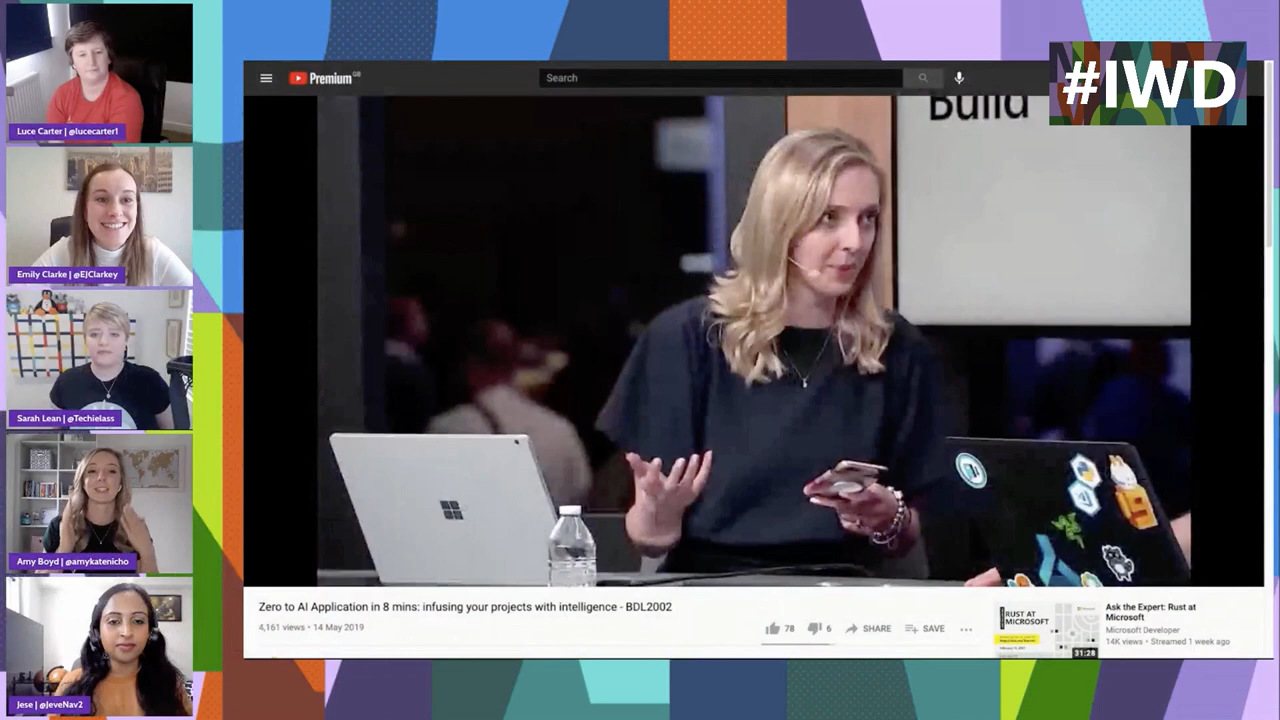 Luce Carter | @lucecarter1
Emily Clarke | @EJClarkey
Sarah Lean | @Techielass
Amy Boyd | @amykatenicho
Jese | @JeveNav2
Premium GB
Search
#IWD
Build
Zero to AI Application in 8 mins: infusing your projects with intelligence - BDL2002
4,161 views • 14 May 2019
78
6
SHARE
SAVE
RUST AT
MICROSOFT
31:28
Ask the Expert: Rust at
Microsoft
Microsoft Developer
14K views • Streamed 1 week ago